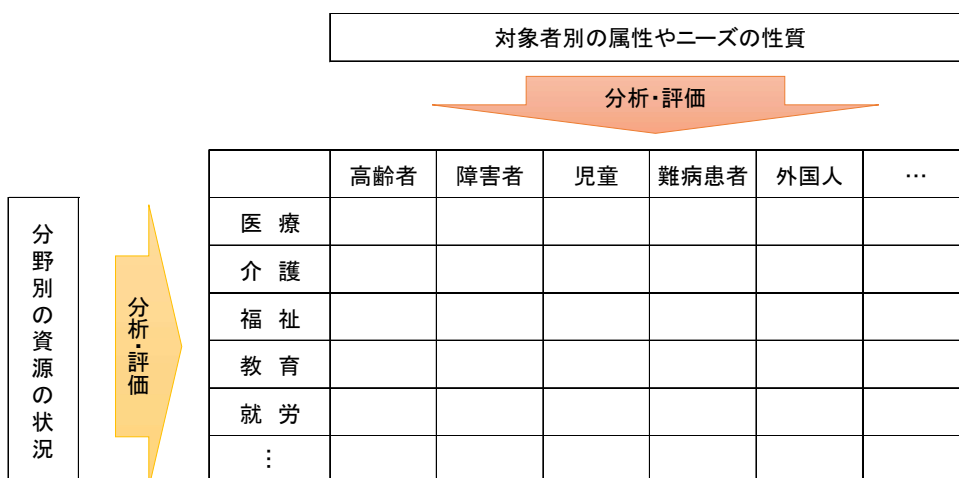 対象者別の属性やニーズの性質
分析・評価
高齢者 障害者 児童 難病患者 外国人 …
分野別の資源の状況
分析・評価
医 療
介 護
福 祉
教 育
就 労
⋮